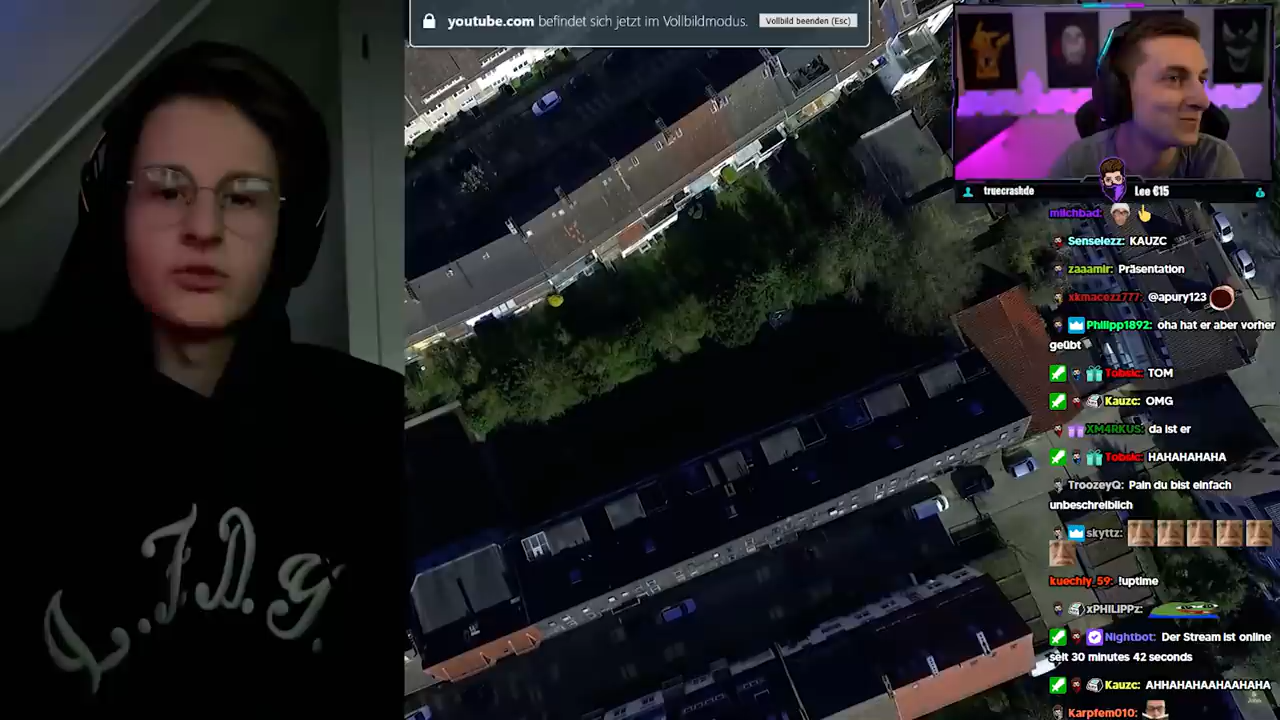 youtube.com befindet sich jetzt im Vollbildmodus. Vollbild beenden (Esc)
truecrashde
Lee €15
milchbad:
Senselezz: KAUZC
zaaamir: Präsentation
xkmacezz777: @apury123
Philipp1892: oha hat er aber vorher
geübt
Tobsic: TOM
Kauzc: OMG
XM4RKUS: da ist er
Tobsic: HAHAHAHAHA
TroozeyQ: Pain du bist einfach
unbeschreiblich
skyttz:
kuechly_59: !uptime
xPHILIPPz:
Nightbot: Der Stream ist online
seit 30 minutes 42 seconds
Kauzc: AHHAHAHAAHAAHAHA
Karpfem010:
L.F.D.g.